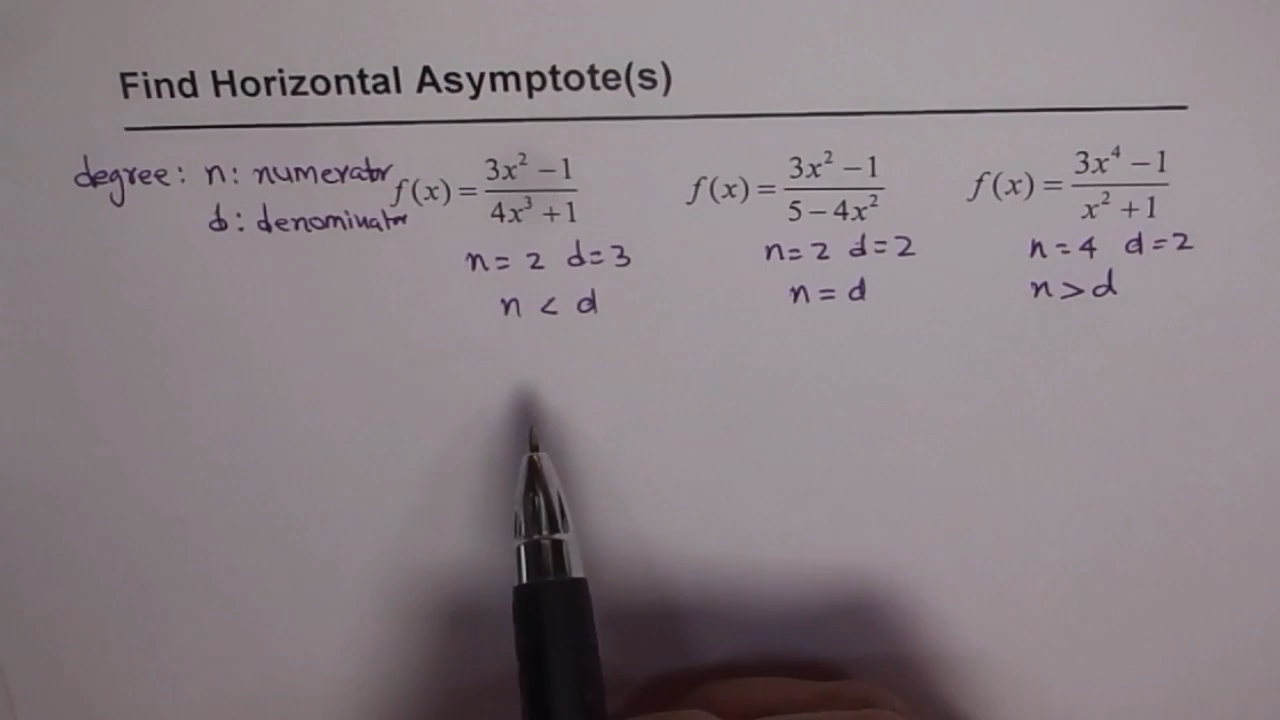 Find Horizontal Asymptote(s)
degree: n: numerator
d: denominator
f(x) = (3x² − 1)/(4x³ + 1)
n = 2 d = 3
n < d
f(x) = (3x² − 1)/(5 − 4x²)
n = 2 d = 2
n = d
f(x) = (3x⁴ − 1)/(x² + 1)
n = 4 d = 2
n > d